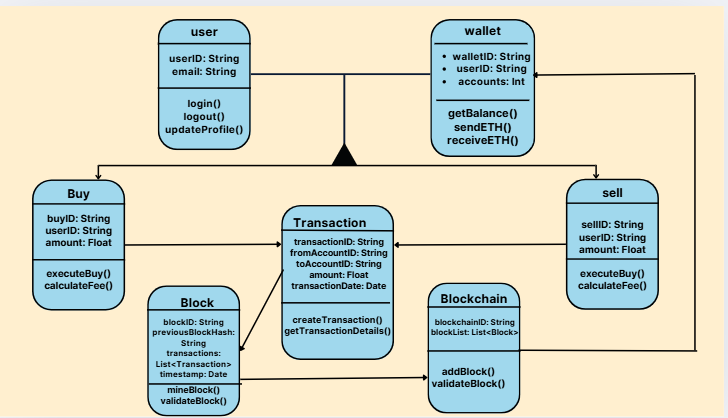 user
userID: String
email: String
login()
logout()
updateProfile()
wallet
• walletID: String
• userID: String
• accounts: Int
getBalance()
sendETH()
receiveETH()
Buy
buyID: String
userID: String
amount: Float
executeBuy()
calculateFee()
Transaction
transactionID: String
fromAccountID: String
toAccountID: String
amount: Float
transactionDate: Date
createTransaction()
getTransactionDetails()
sell
sellID: String
userID: String
amount: Float
executeBuy()
calculateFee()
Block
blockID: String
previousBlockHash:
String
transactions:
List<Transaction>
timestamp: Date
mineBlock()
validateBlock()
Blockchain
blockchainID: String
blockList: List<Block>
addBlock()
validateBlock()